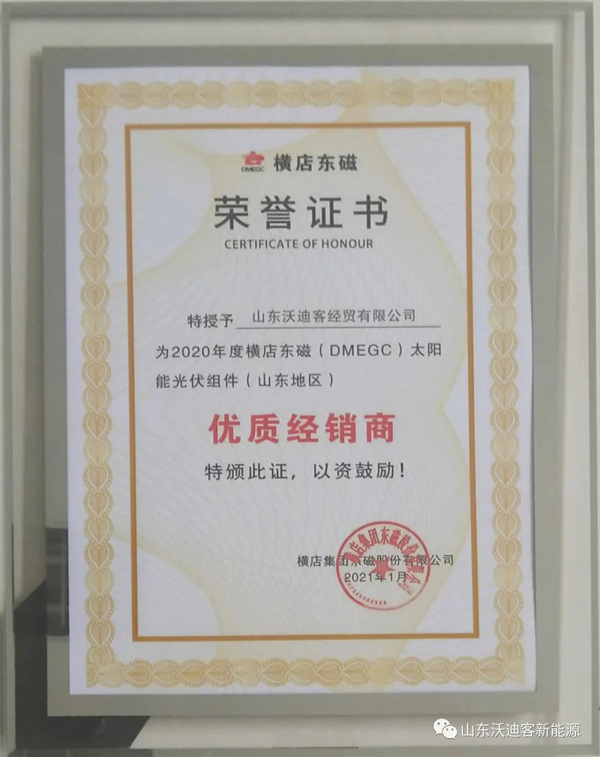 DMEGC 横店东磁
荣誉证书
CERTIFICATE OF HONOUR
特授予 山东沃迪客经贸有限公司
为2020年度横店东磁（DMEGC）太阳
能光伏组件（山东地区）
优质经销商
特颁此证，以资鼓励！
横店集团东磁股份有限公司
2021年1月
山东沃迪客新能源